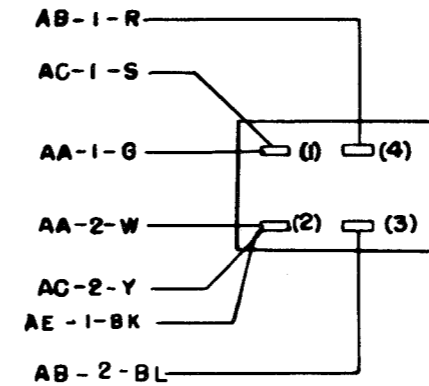 AB-1-R
AC-1-S
AA-1-G (1) (4)
AA-2-W (2) (3)
AC-2-Y
AE-1-BK
AB-2-BL